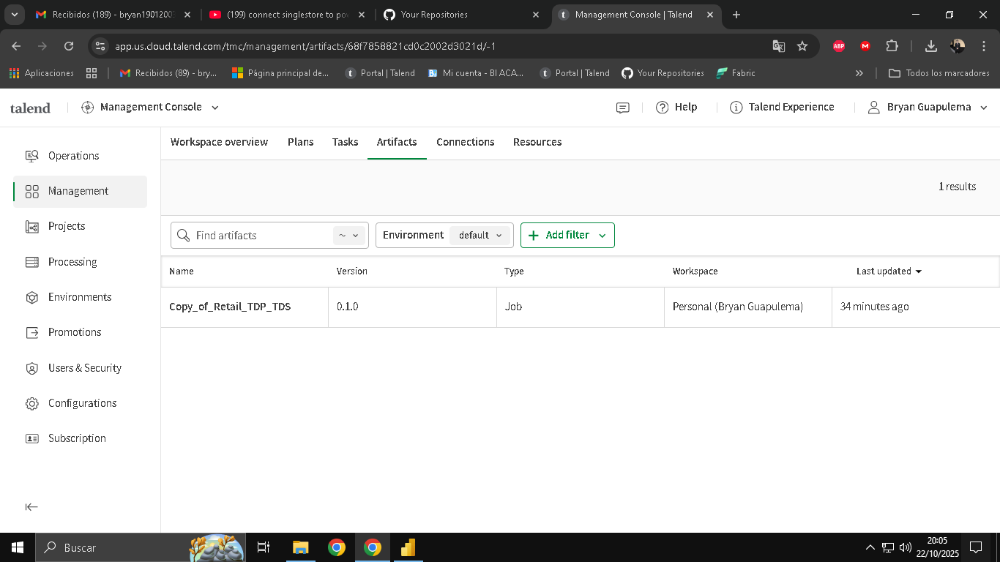 Recibidos (189) - bryan1901200
(199) connect singlestore to pow
Your Repositories
Management Console | Talend
app.us.cloud.talend.com/tmc/management/artifacts/68f7858821cd0c2002d3021d/-1
ABP
M
Aplicaciones
Recibidos (89) - bry...
Página principal de...
Portal | Talend
Mi cuenta - BI ACA...
Portal | Talend
Your Repositories
Fabric
Todos los marcadores
talend
Management Console
Help
Talend Experience
Bryan Guapulema
Operations
Management
Projects
Processing
Environments
Promotions
Users & Security
Configurations
Subscription
Workspace overview
Plans
Tasks
Artifacts
Connections
Resources
1 results
Find artifacts
~
Environment
default
Add filter
Name
Version
Type
Workspace
Last updated
Copy_of_Retail_TDP_TDS
0.1.0
Job
Personal (Bryan Guapulema)
34 minutes ago
Buscar
20:05
22/10/2025